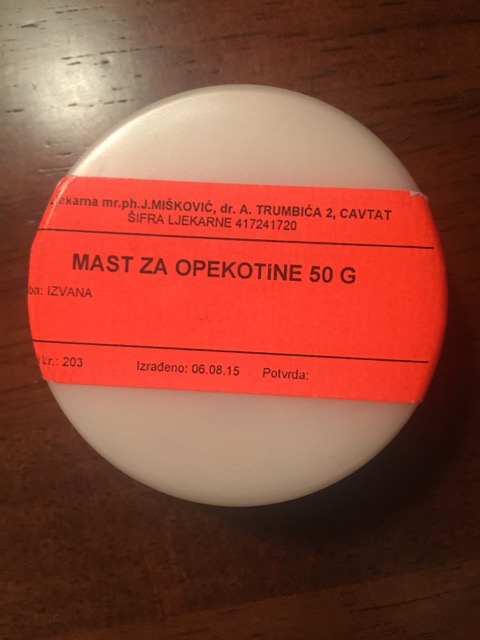 mr.ph.J.MIŠKOVIĆ, dr. A. TRUMBIĆA 2, CAVTAT
ŠIFRA LJEKARNE 417241720
MAST ZA OPEKOTiNE 50 G
IZVANA
203 Izrađeno: 06.08.15 Potvrda: